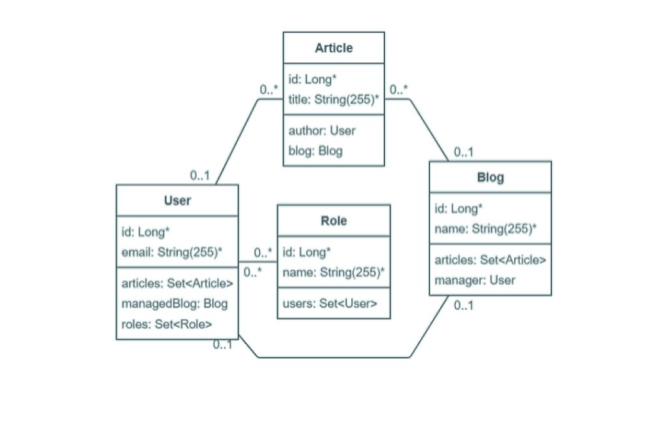 Article
id: Long*
title: String(255)*
author: User
blog: Blog
0..*
0..*
0..1
0..1
User
id: Long*
email: String(255)*
articles: Set<Article>
managedBlog: Blog
roles: Set<Role>
0..*
0..*
Role
id: Long*
name: String(255)*
users: Set<User>
Blog
id: Long*
name: String(255)*
articles: Set<Article>
manager: User
0..1
0..1